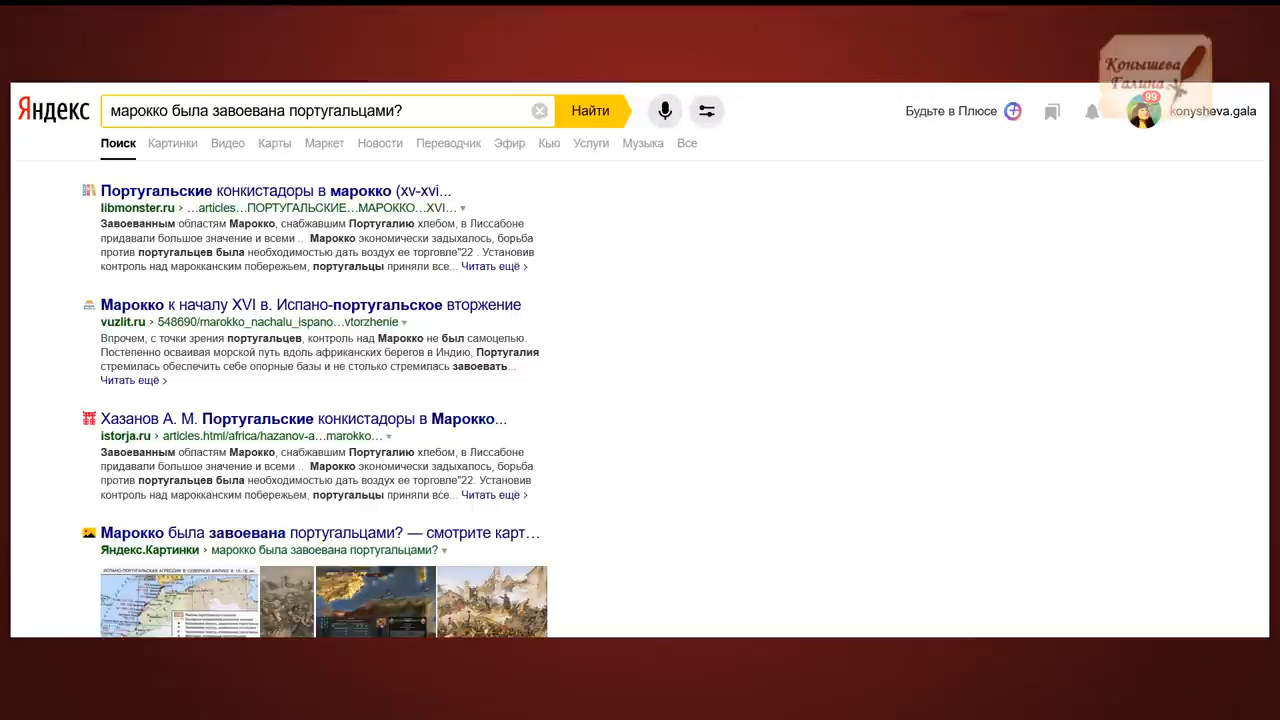 Конышева
Галина
Яндекс
марокко была завоевана португальцами?
Найти
Будьте в Плюсе
99
konysheva.gala
Поиск Картинки Видео Карты Маркет Новости Переводчик Эфир Кью Услуги Музыка Все
Португальские конкистадоры в марокко (xv-xvi...
libmonster.ru › …articles…ПОРТУГАЛЬСКИЕ…МАРОККО…XVI…
Завоеванным областям Марокко, снабжавшим Португалию хлебом, в Лиссабоне
придавали большое значение и всеми ... Марокко экономически задыхалось, борьба
против португальцев была необходимостью дать воздух ее торговле"22 . Установив
контроль над марокканским побережьем, португальцы приняли все... Читать ещё ›
Марокко к началу XVI в. Испано-португальское вторжение
vuzlit.ru › 548690/marokko_nachalu_ispano…vtorzhenie
Впрочем, с точки зрения португальцев, контроль над Марокко не был самоцелью.
Постепенно осваивая морской путь вдоль африканских берегов в Индию, Португалия
стремилась обеспечить себе опорные базы и не столько стремилась завоевать...
Читать ещё ›
Хазанов А. М. Португальские конкистадоры в Марокко...
istorja.ru › articles.html/africa/hazanov-a…marokko…
Завоеванным областям Марокко, снабжавшим Португалию хлебом, в Лиссабоне
придавали большое значение и всеми ... Марокко экономически задыхалось, борьба
против португальцев была необходимостью дать воздух ее торговле"22. Установив
контроль над марокканским побережьем, португальцы приняли все... Читать ещё ›
Марокко была завоевана португальцами? — смотрите карт…
Яндекс.Картинки › марокко была завоевана португальцами?